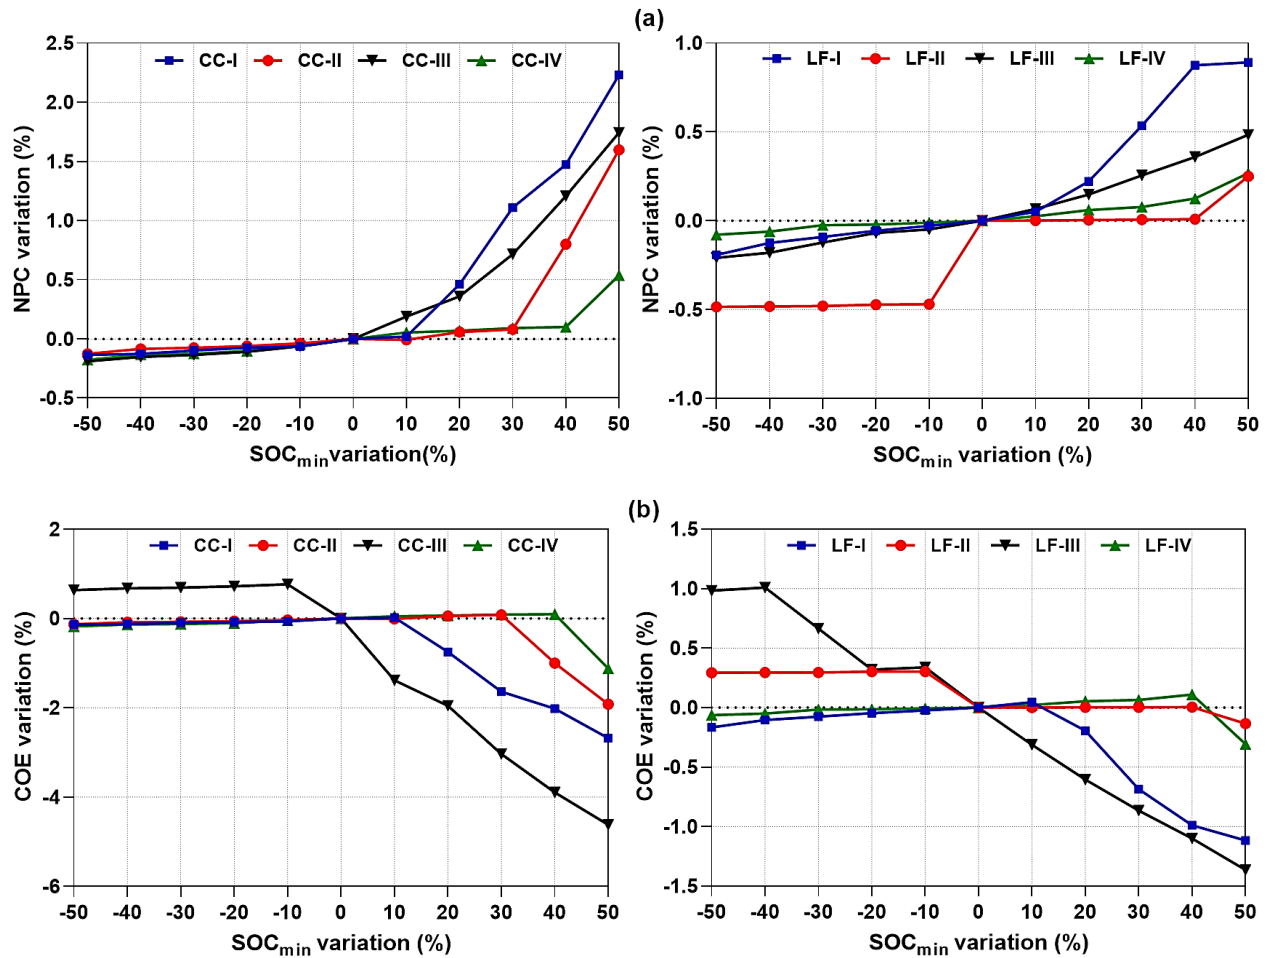 (a)
CC-I CC-II CC-III CC-IV
2.5
2.0
1.5
1.0
0.5
0.0
-0.5
NPC variation (%)
-50 -40 -30 -20 -10 0 10 20 30 40 50
SOCmin variation(%)
LF-I LF-II LF-III LF-IV
1.0
0.5
0.0
-0.5
-1.0
NPC variation (%)
-50 -40 -30 -20 -10 0 10 20 30 40 50
SOCmin variation (%)
(b)
CC-I CC-II CC-III CC-IV
2
0
-2
-4
-6
COE variation (%)
-50 -40 -30 -20 -10 0 10 20 30 40 50
SOCmin variation (%)
LF-I LF-II LF-III LF-IV
1.5
1.0
0.5
0.0
-0.5
-1.0
-1.5
COE variation (%)
-50 -40 -30 -20 -10 0 10 20 30 40 50
SOCmin variation (%)